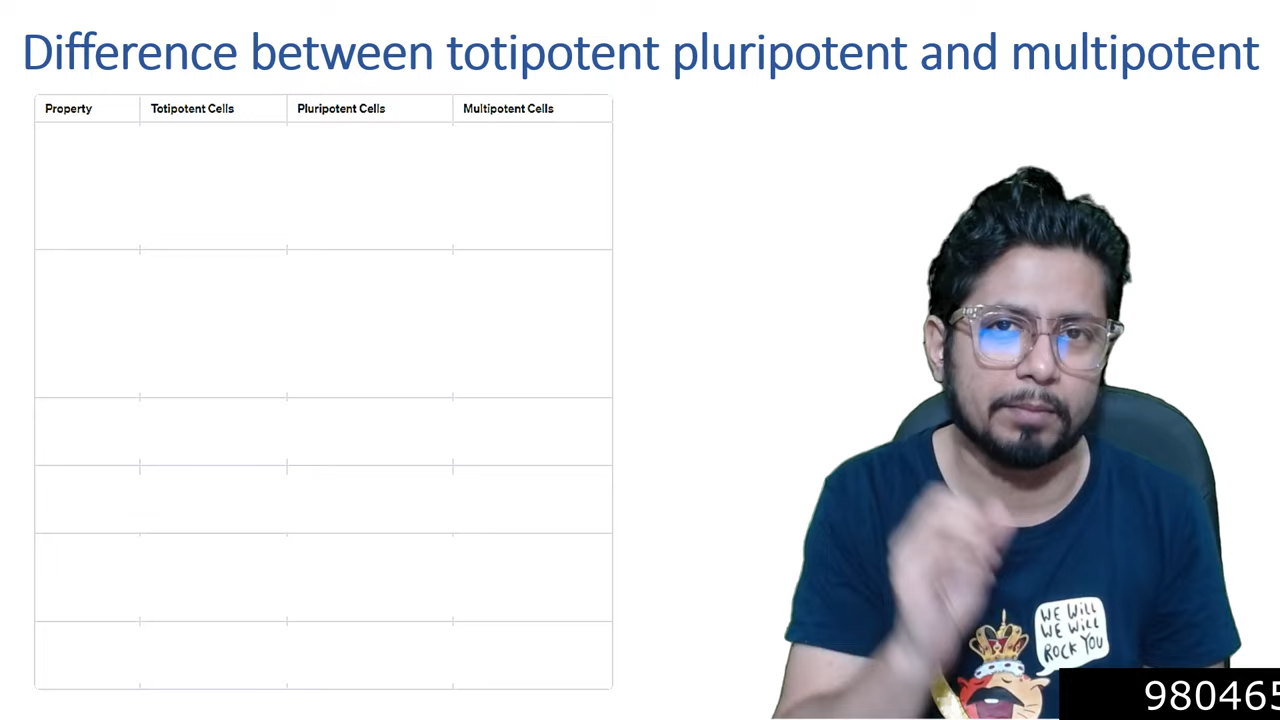 Difference between totipotent pluripotent and multipotent
Property Totipotent Cells Pluripotent Cells Multipotent Cells
WE WILL
WE WILL
ROCK YOU
980465